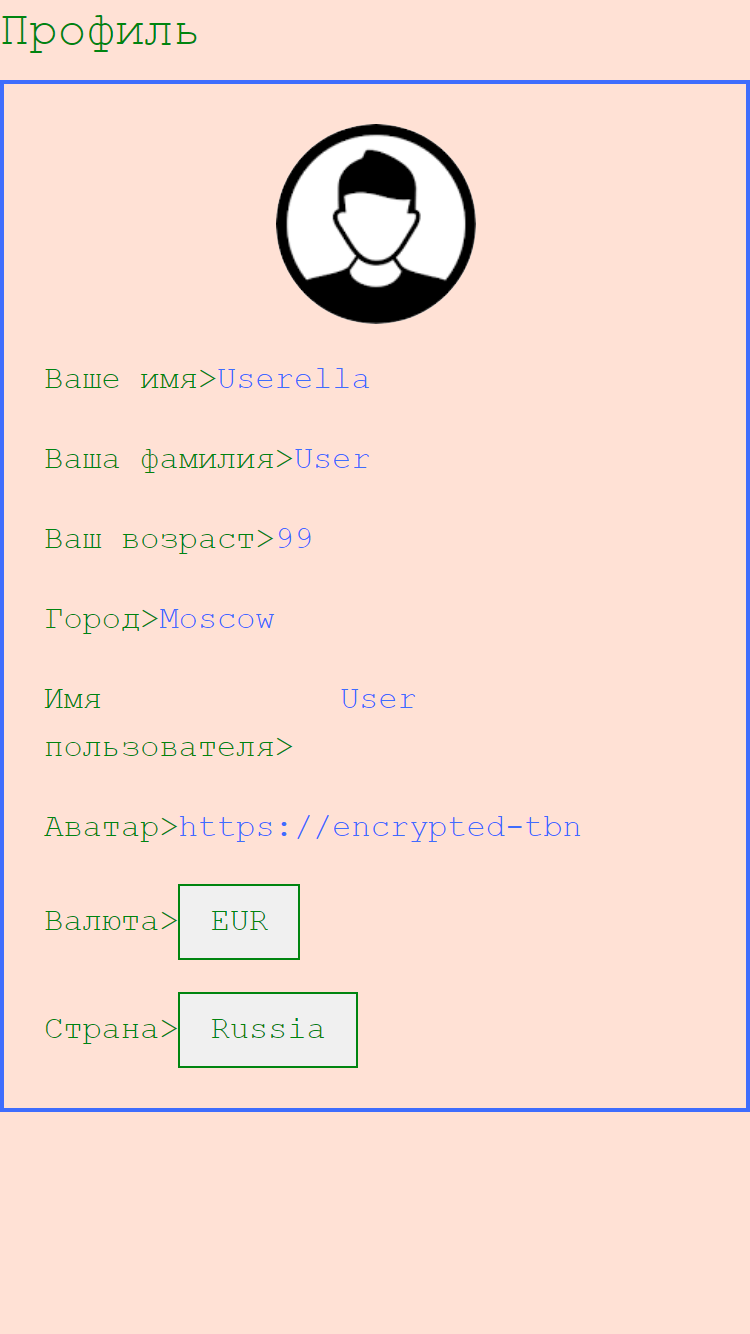 Профиль
Ваше имя>Userella
Ваша фамилия>User
Ваш возраст>99
Город>Moscow
Имя User
пользователя>
Аватар>https://encrypted-tbn
Валюта> EUR
Страна> Russia